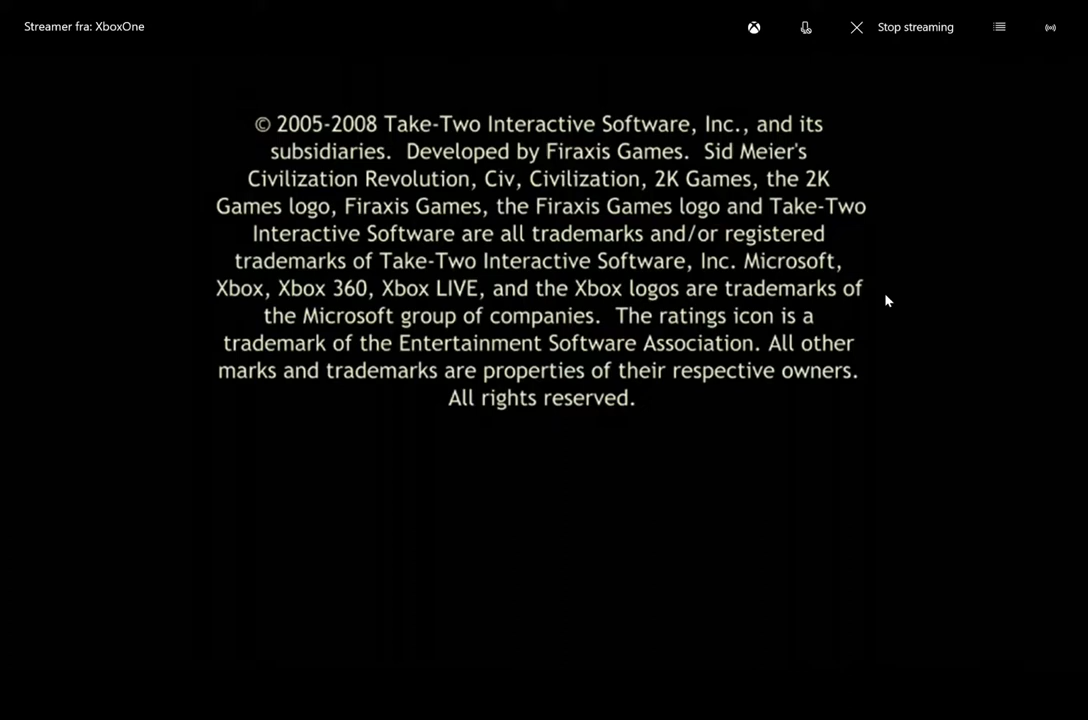 Streamer fra: XboxOne
Stop streaming
© 2005-2008 Take-Two Interactive Software, Inc., and its
subsidiaries. Developed by Firaxis Games. Sid Meier's
Civilization Revolution, Civ, Civilization, 2K Games, the 2K
Games logo, Firaxis Games, the Firaxis Games logo and Take-Two
Interactive Software are all trademarks and/or registered
trademarks of Take-Two Interactive Software, Inc. Microsoft,
Xbox, Xbox 360, Xbox LIVE, and the Xbox logos are trademarks of
the Microsoft group of companies. The ratings icon is a
trademark of the Entertainment Software Association. All other
marks and trademarks are properties of their respective owners.
All rights reserved.